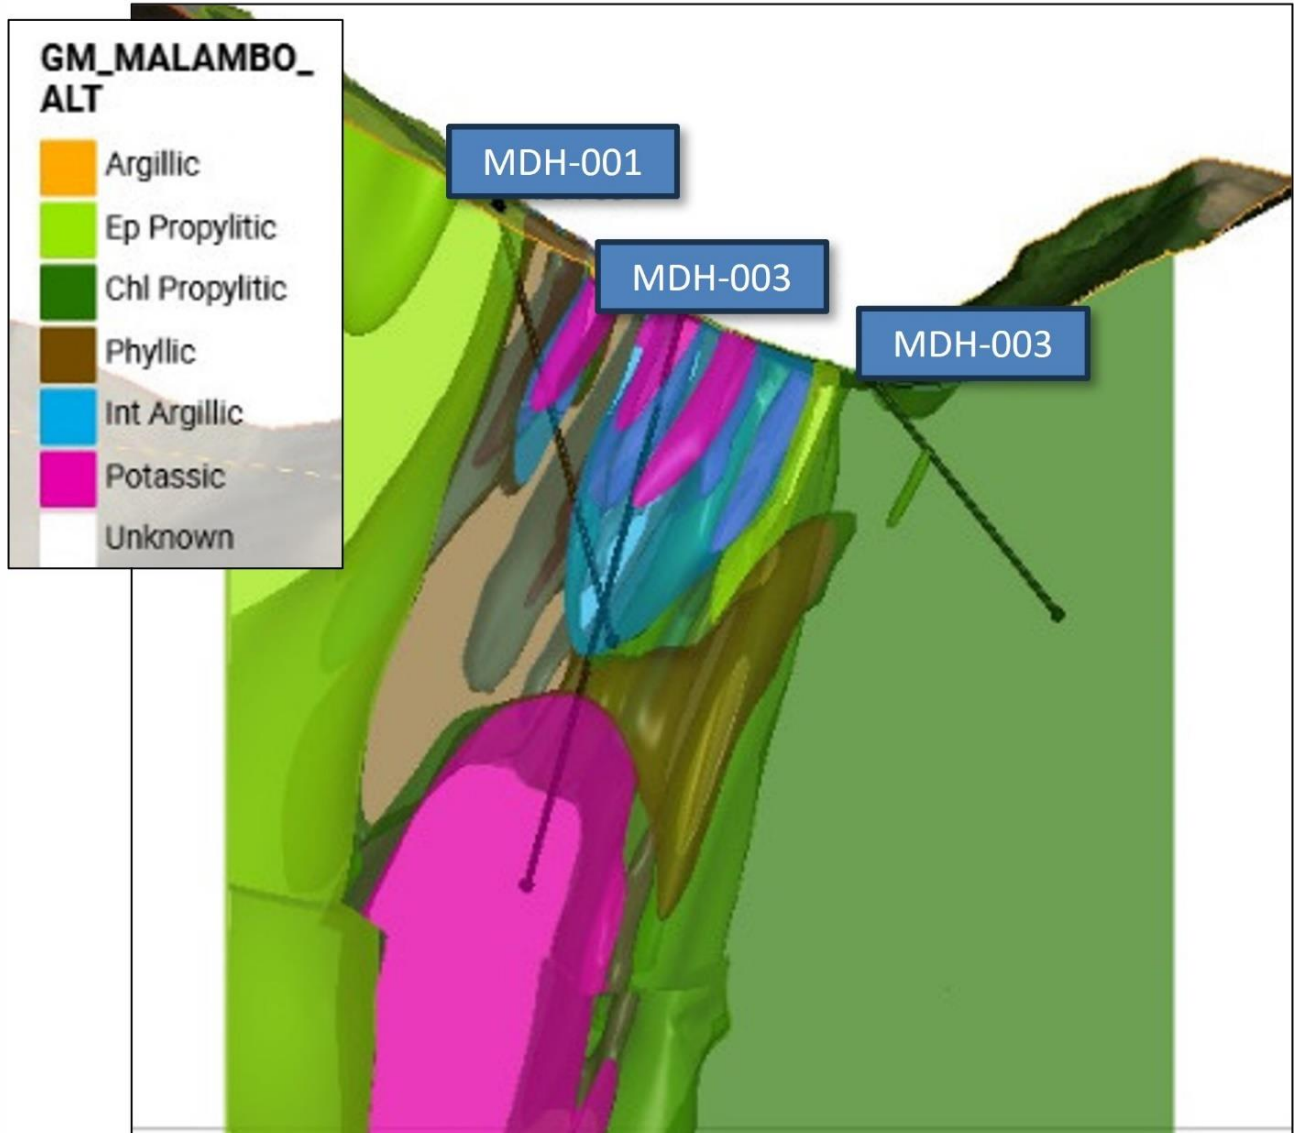 GM_MALAMBO_
ALT
Argillic
Ep Propylitic
Chl Propylitic
Phyllic
Int Argillic
Potassic
Unknown
MDH-001
MDH-003
MDH-003